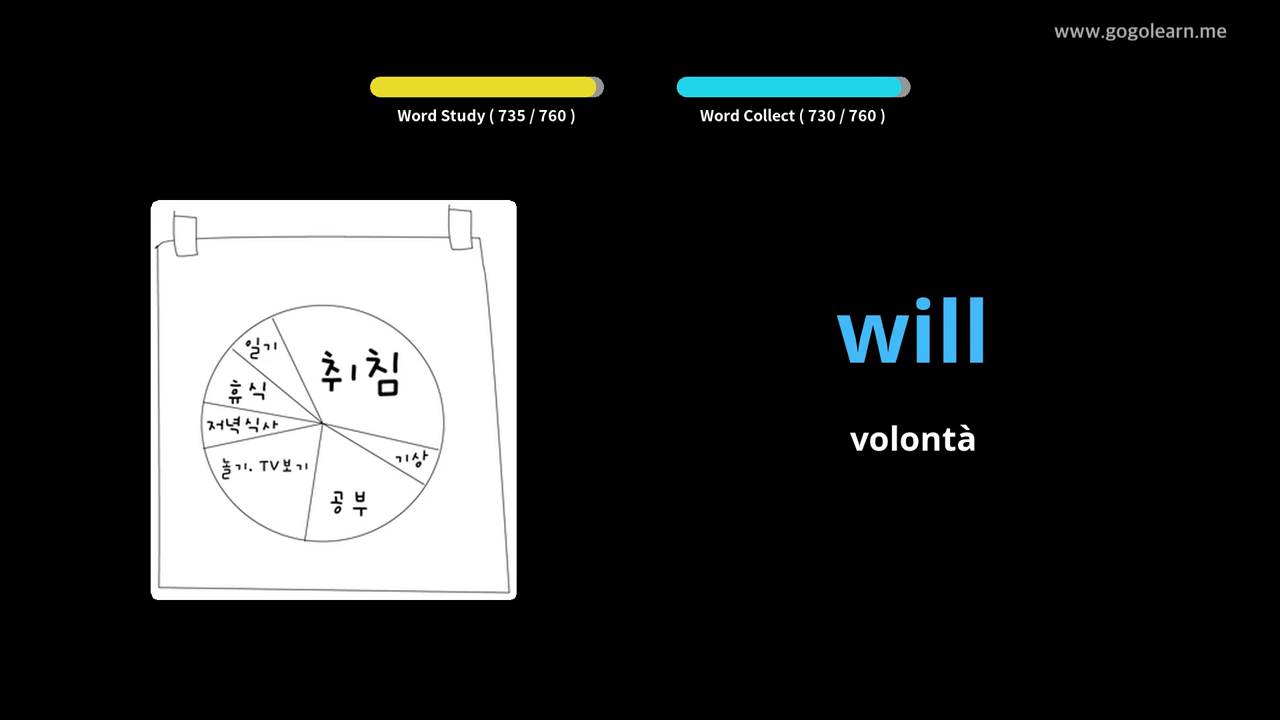 www.gogolearn.me
Word Study ( 735 / 760 )
Word Collect ( 730 / 760 )
일기
취침
휴식
저녁식사
놀기. TV보기
기상
공부
will
volontà